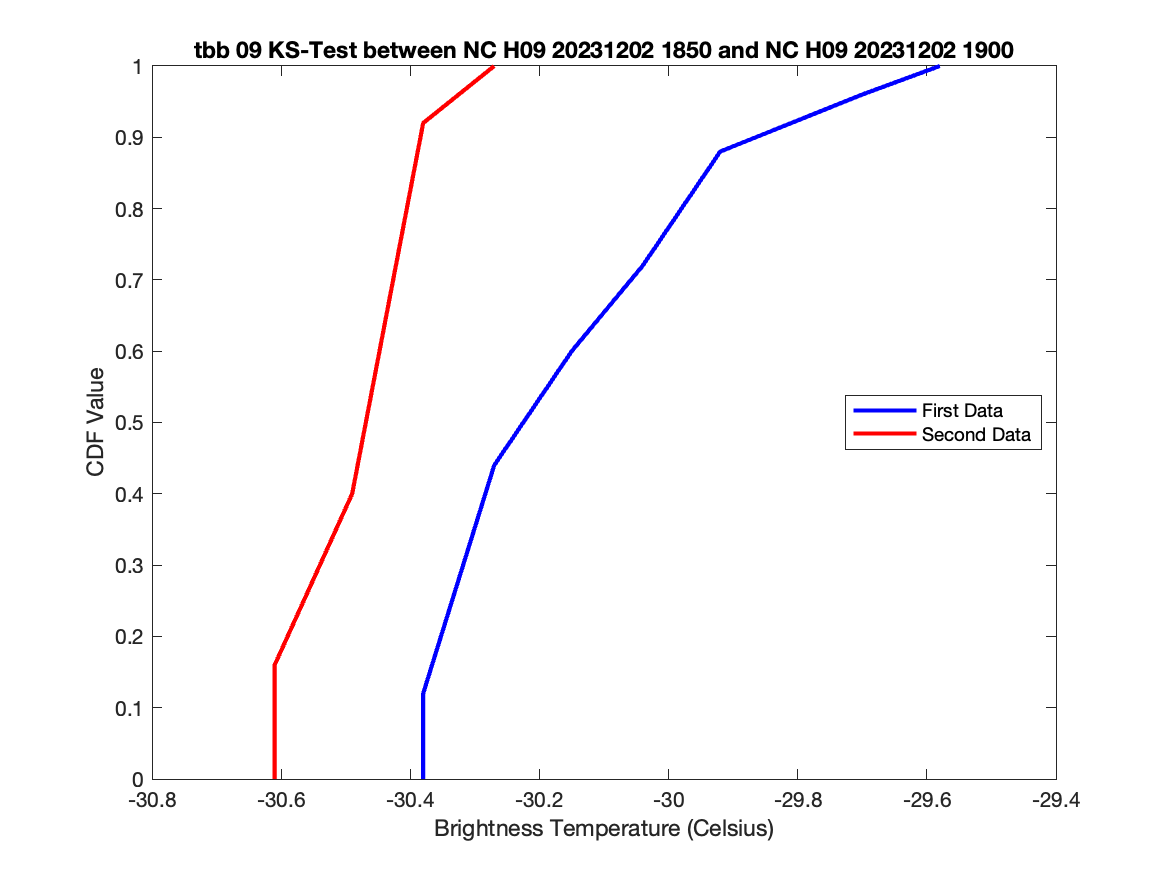 tbb 09 KS-Test between NC H09 20231202 1850 and NC H09 20231202 1900
1
0.9
0.8
0.7
0.6
0.5
0.4
0.3
0.2
0.1
0
CDF Value
First Data
Second Data
-30.8 -30.6 -30.4 -30.2 -30 -29.8 -29.6 -29.4
Brightness Temperature (Celsius)